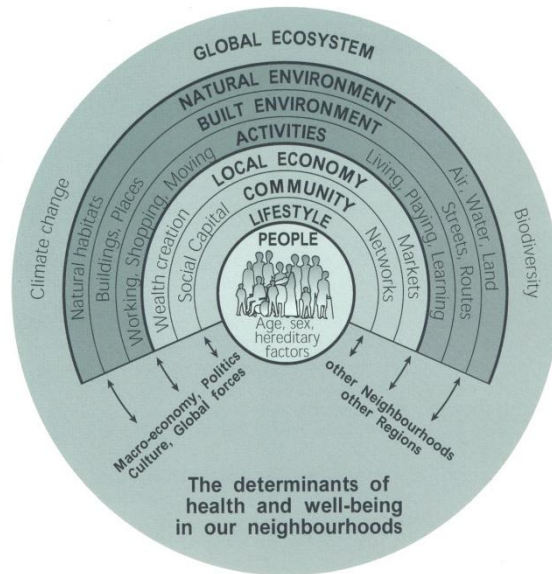 GLOBAL ECOSYSTEM
NATURAL ENVIRONMENT
BUILT ENVIRONMENT
ACTIVITIES
LOCAL ECONOMY
COMMUNITY
LIFESTYLE
PEOPLE
Age, sex,
hereditary
factors
Climate change
Natural habitats
Buildings, Places
Working, Shopping, Moving
Wealth creation
Social Capital
Networks
Markets
Living, Playing, Learning
Streets, Routes
Air, Water, Land
Biodiversity
Macro-economy, Politics
Culture, Global forces
other Neighbourhoods
other Regions
The determinants of
health and well-being
in our neighbourhoods